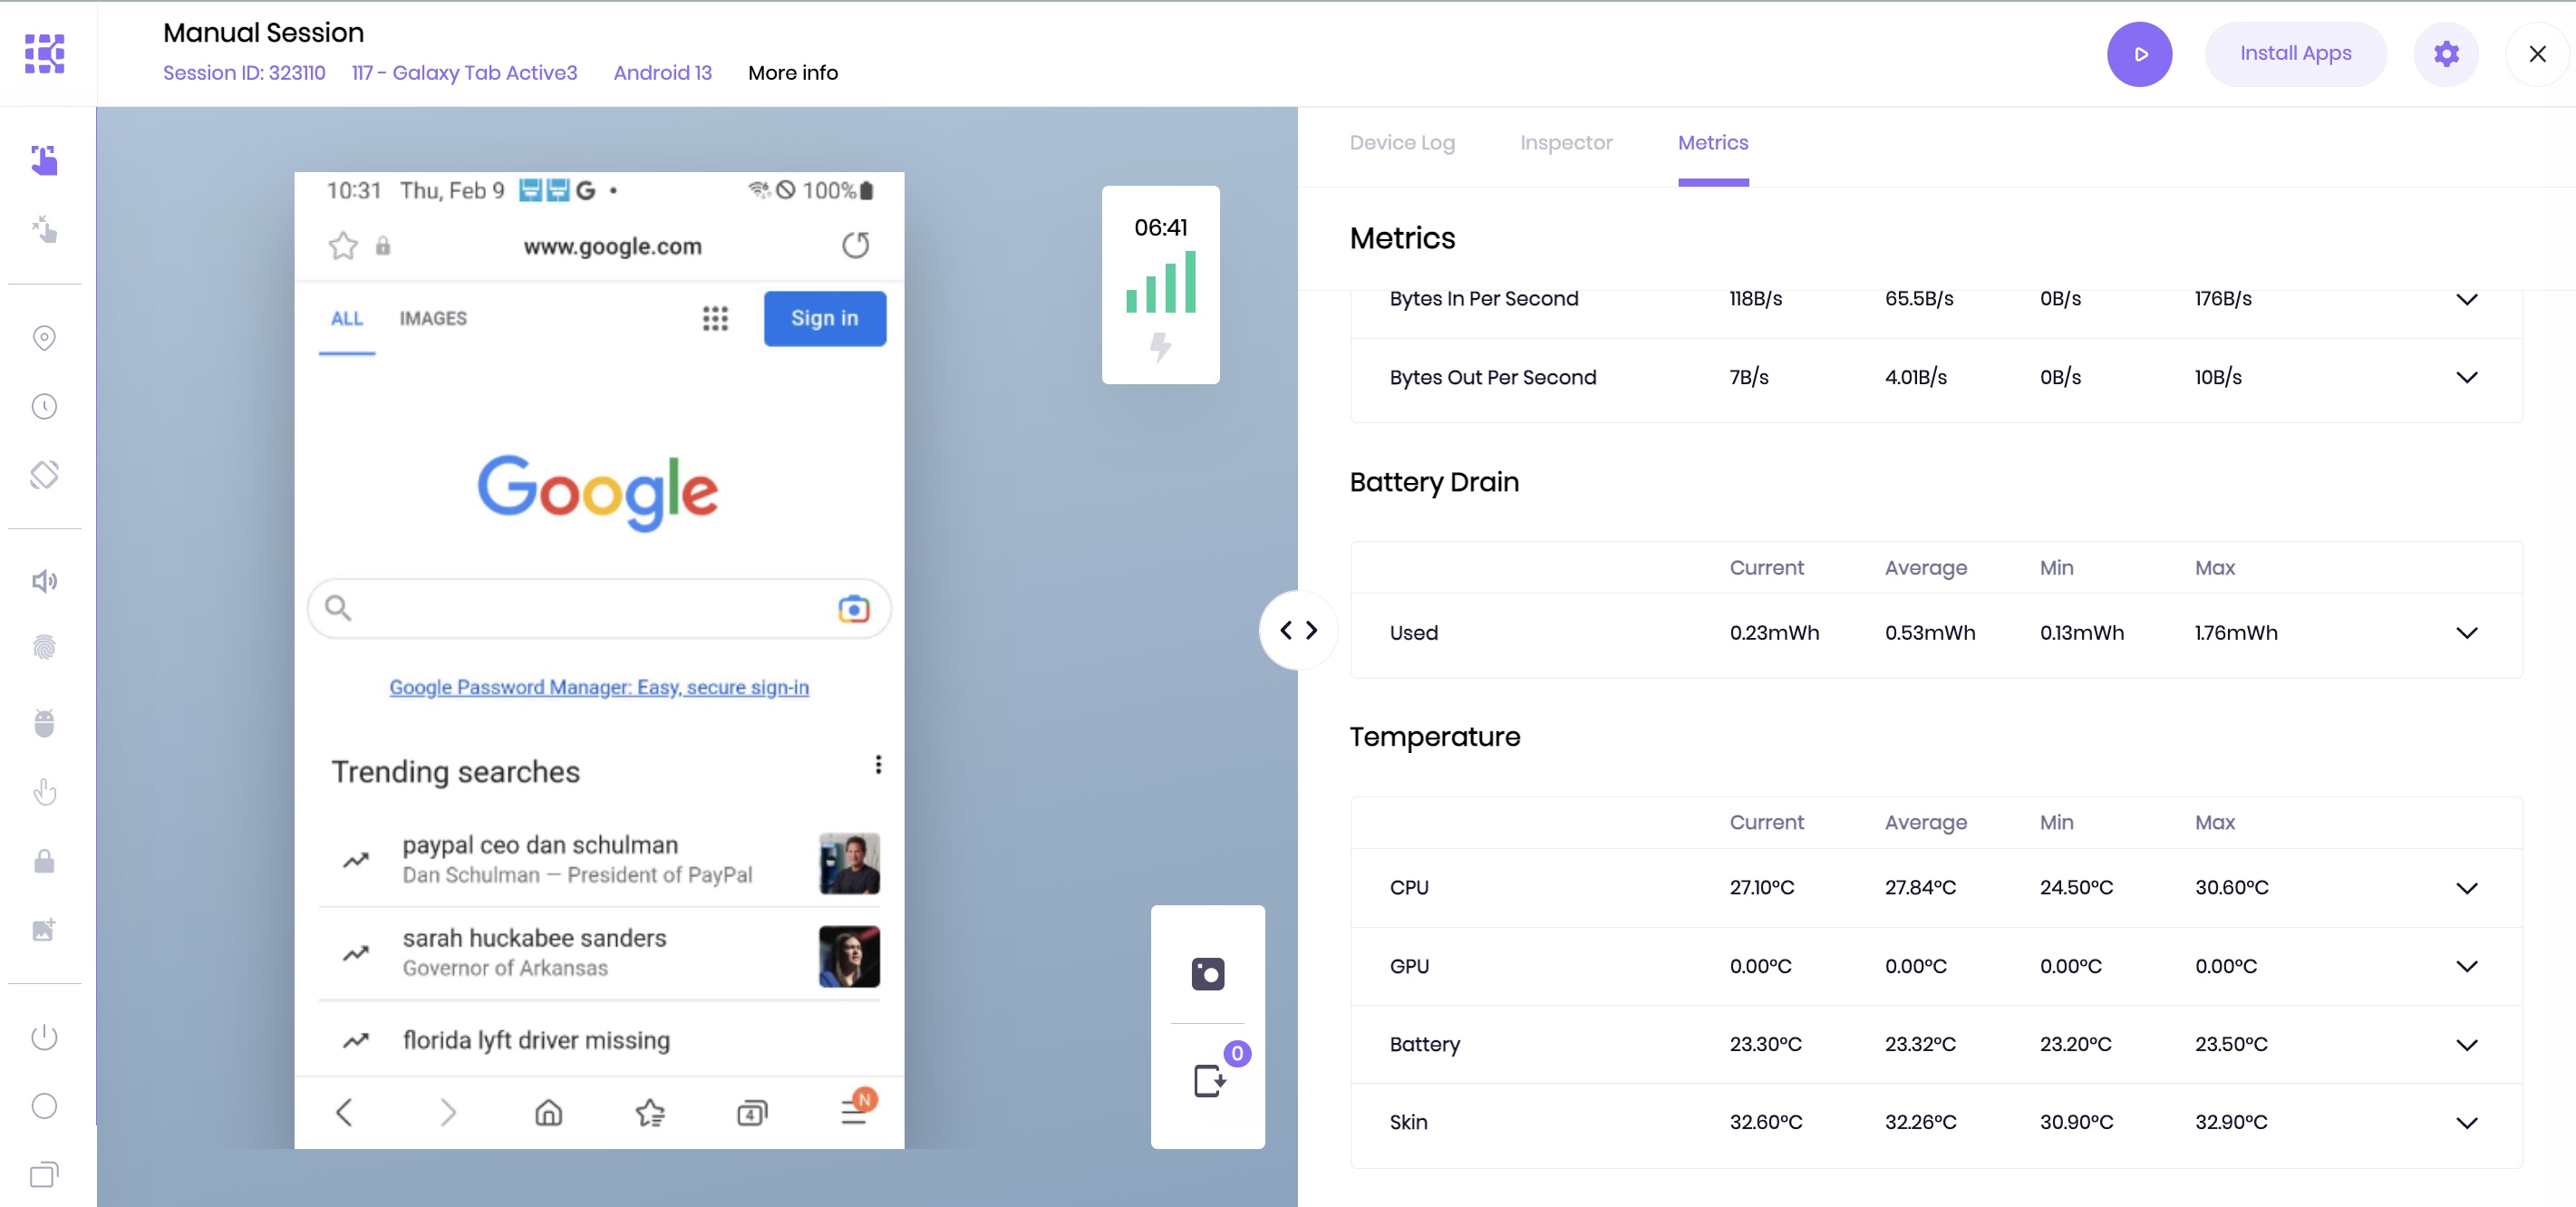 Manual Session
Session ID: 323110 117 - Galaxy Tab Active3 Android 13 More info
Install Apps
10:31 Thu, Feb 9 G • 100%
www.google.com
ALL IMAGES Sign in
Google
Google Password Manager: Easy, secure sign-in
Trending searches
paypal ceo dan schulman
Dan Schulman — President of PayPal
sarah huckabee sanders
Governor of Arkansas
florida lyft driver missing
4 N
06:41
0
Device Log Inspector Metrics
Metrics
Bytes In Per Second 118B/s 65.5B/s 0B/s 176B/s
Bytes Out Per Second 7B/s 4.01B/s 0B/s 10B/s
Battery Drain
Current Average Min Max
Used 0.23mWh 0.53mWh 0.13mWh 1.76mWh
Temperature
Current Average Min Max
CPU 27.10°C 27.84°C 24.50°C 30.60°C
GPU 0.00°C 0.00°C 0.00°C 0.00°C
Battery 23.30°C 23.32°C 23.20°C 23.50°C
Skin 32.60°C 32.26°C 30.90°C 32.90°C